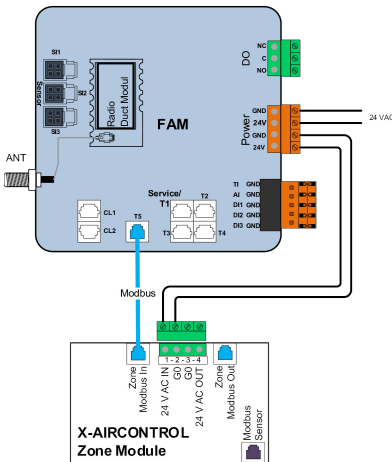 SI1
SI2
SI3
Sensor
Radio
Duct Modul
FAM
ANT
NC
C
NO
DO
GND
24V
GND
24V
Power
24 VAC
Service/
T1
T2
T3
T4
T5
CL1
CL2
TI GND
AI GND
DI1 GND
DI2 GND
DI3 GND
Modbus
1 - 2 - 3 - 4
Zone
Modbus In
24 V AC IN
G0
G0
24 V AC OUT
Zone
Modbus Out
X-AIRCONTROL
Zone Module
Modbus
Sensor